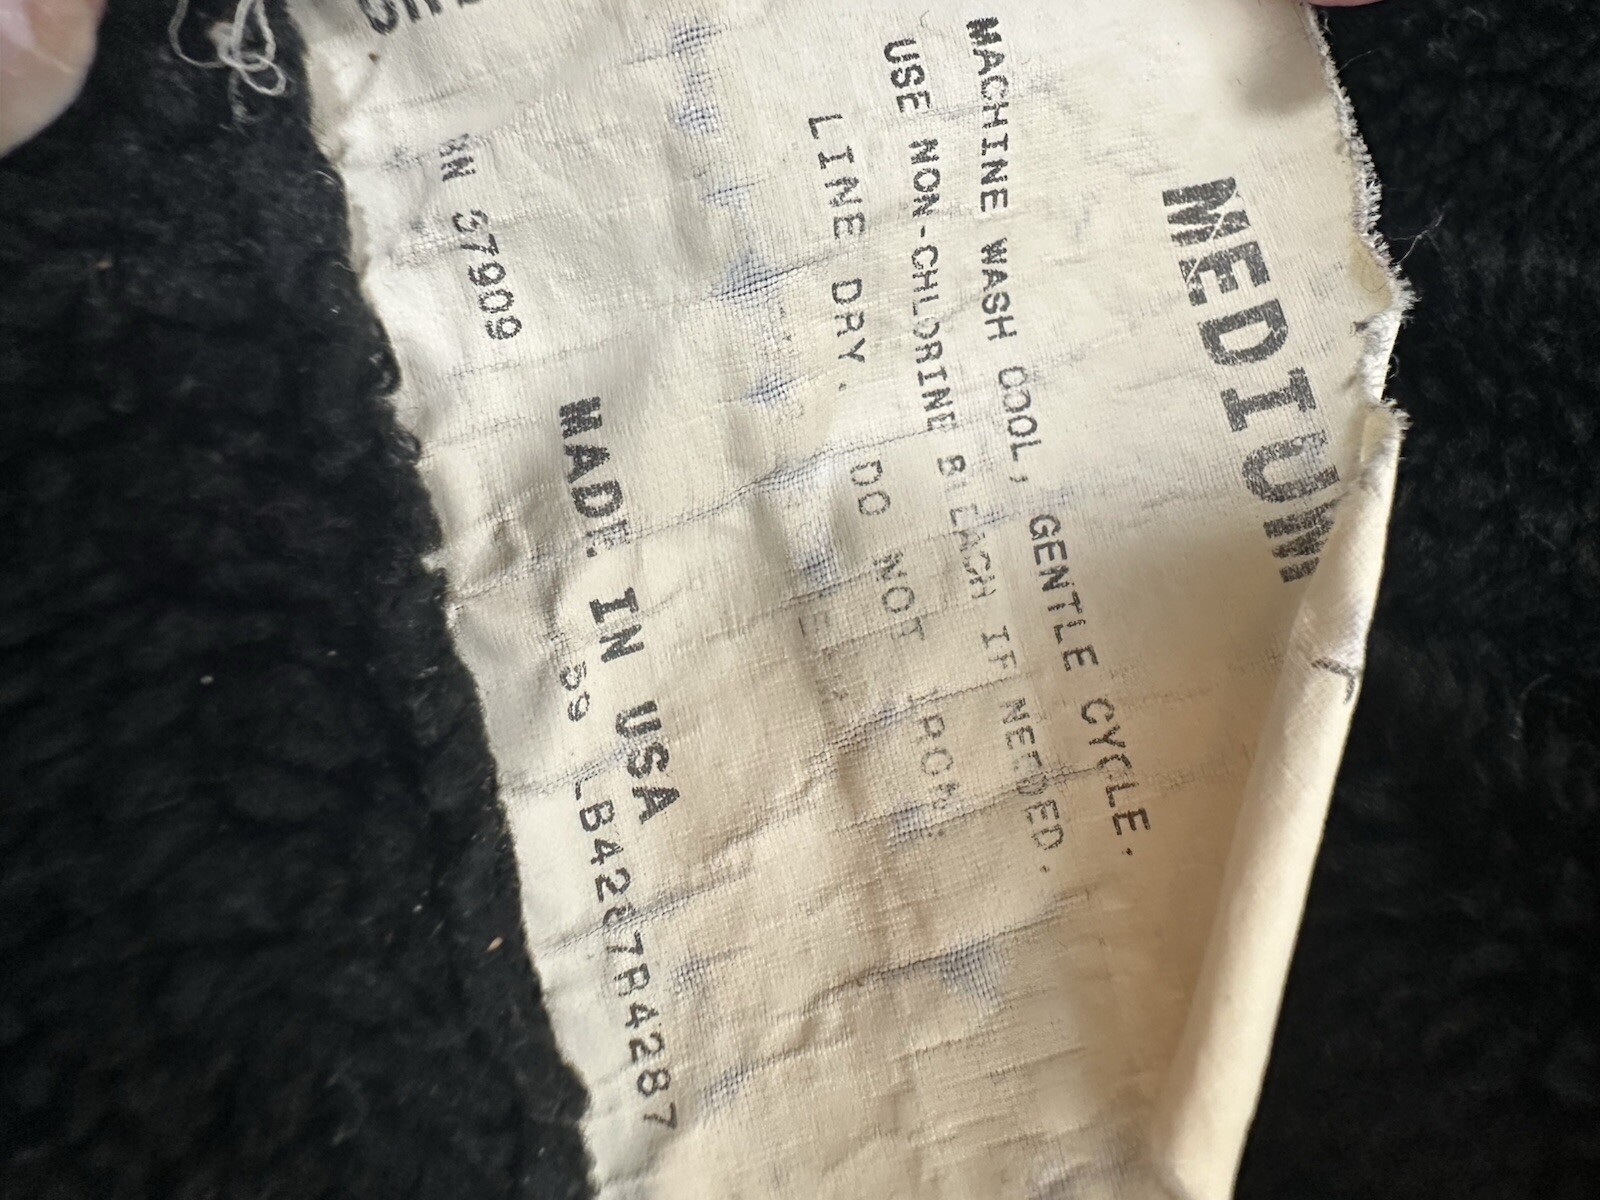 MEDIUM
MACHINE WASH COOL, GENTLE CYCLE.
USE NON-CHLORINE BLEACH IF NEEDED.
LINE DRY. DO NOT IRON.
MADE IN USA
RN 37909